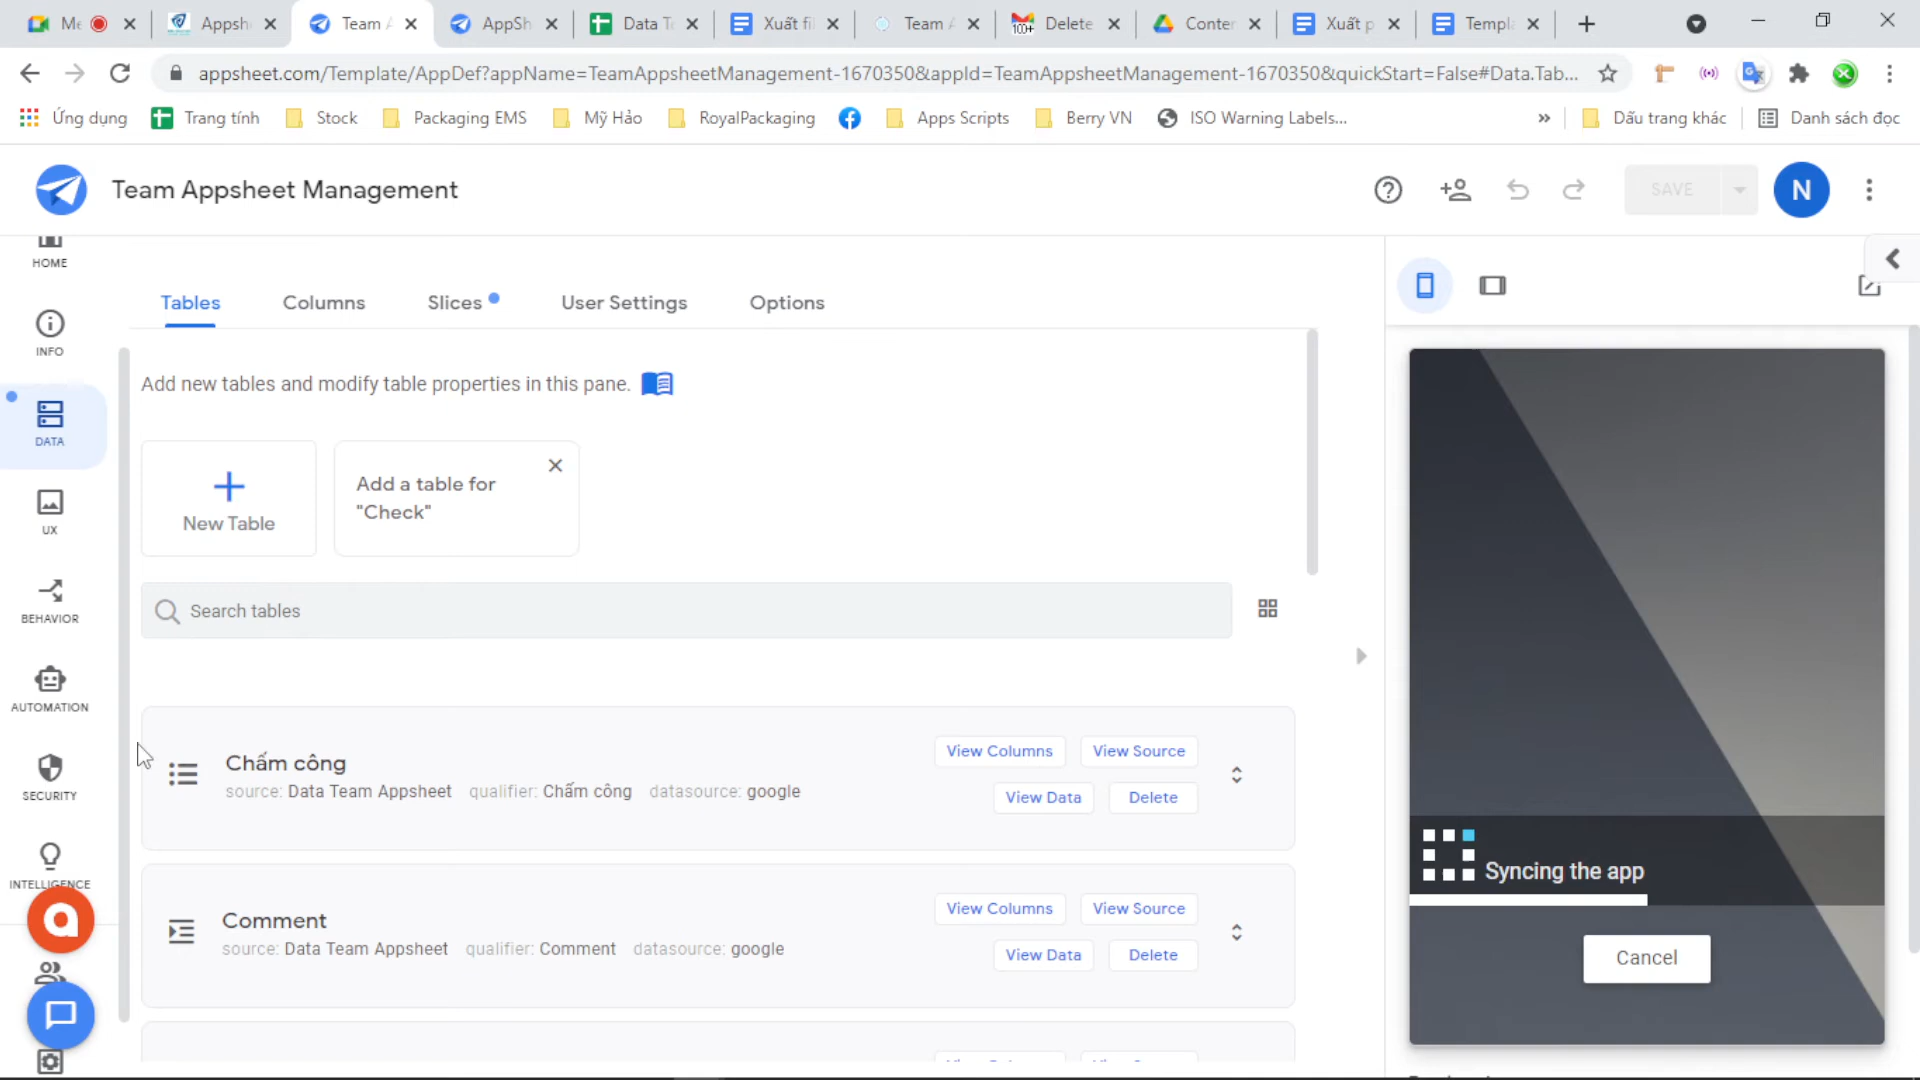 Me
Appshe
Team A
AppSh
Data Te
Xuất fi
Team A
100+
Delete
Conter
Xuất p
Templa
appsheet.com/Template/AppDef?appName=TeamAppsheetManagement-1670350&appId=TeamAppsheetManagement-1670350&quickStart=False#Data.Tab...
Ứng dụng
Trang tính
Stock
Packaging EMS
Mỹ Hảo
RoyalPackaging
Apps Scripts
Berry VN
ISO Warning Labels...
»
Dấu trang khác
Danh sách đọc
Team Appsheet Management
SAVE
N
HOME
INFO
DATA
UX
BEHAVIOR
AUTOMATION
SECURITY
INTELLIGENCE
Tables
Columns
Slices
User Settings
Options
Add new tables and modify table properties in this pane.
New Table
Add a table for
"Check"
Search tables
Chấm công
source: Data Team Appsheet qualifier: Chấm công datasource: google
View Columns
View Source
View Data
Delete
Comment
source: Data Team Appsheet qualifier: Comment datasource: google
View Columns
View Source
View Data
Delete
Syncing the app
Cancel